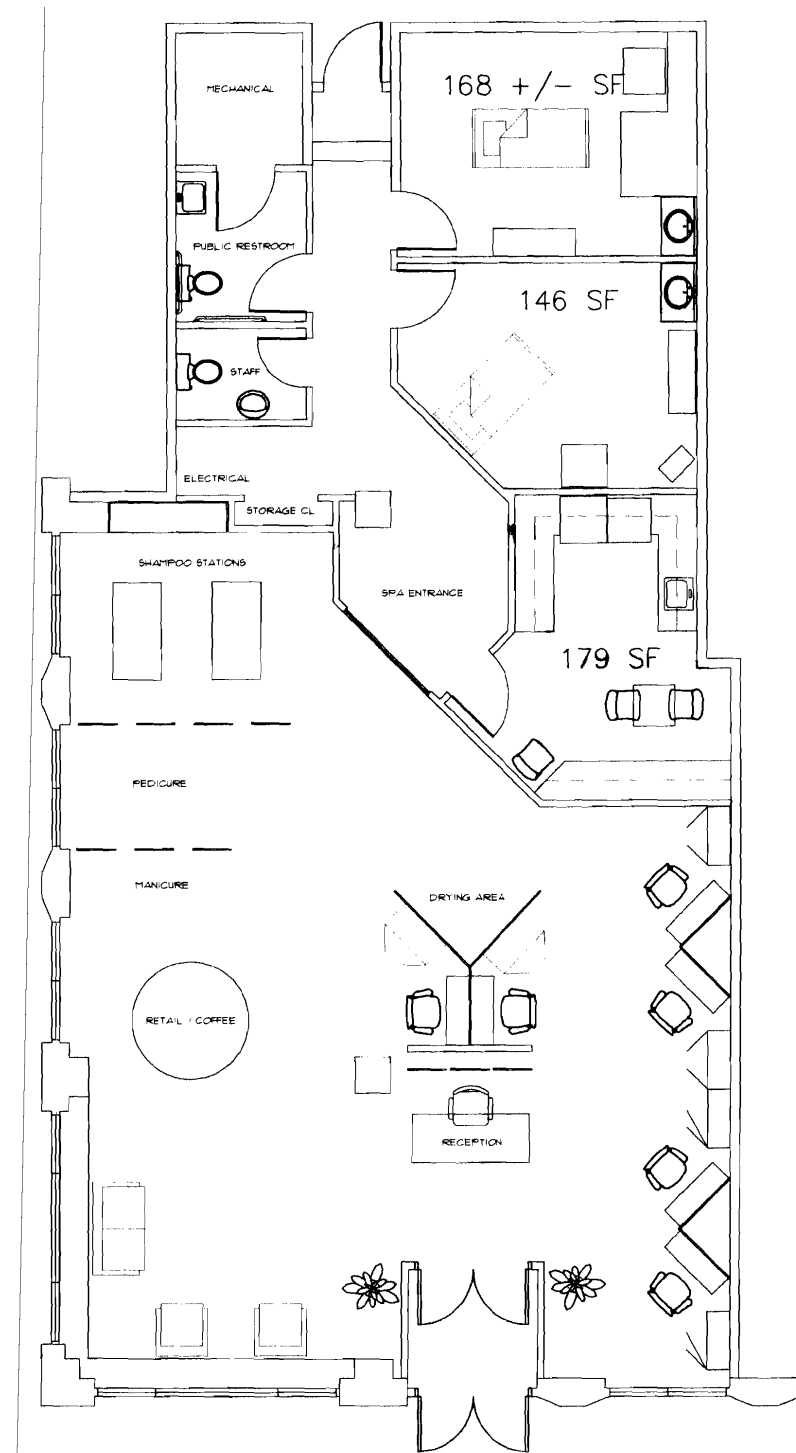 168 +/- SF
MECHANICAL
PUBLIC RESTROOM
146 SF
STAFF
ELECTRICAL
STORAGE CL
SHAMPOO STATIONS
SPA ENTRANCE
179 SF
PEDICURE
MANICURE
DRYING AREA
RETAIL / COFFEE
RECEPTION